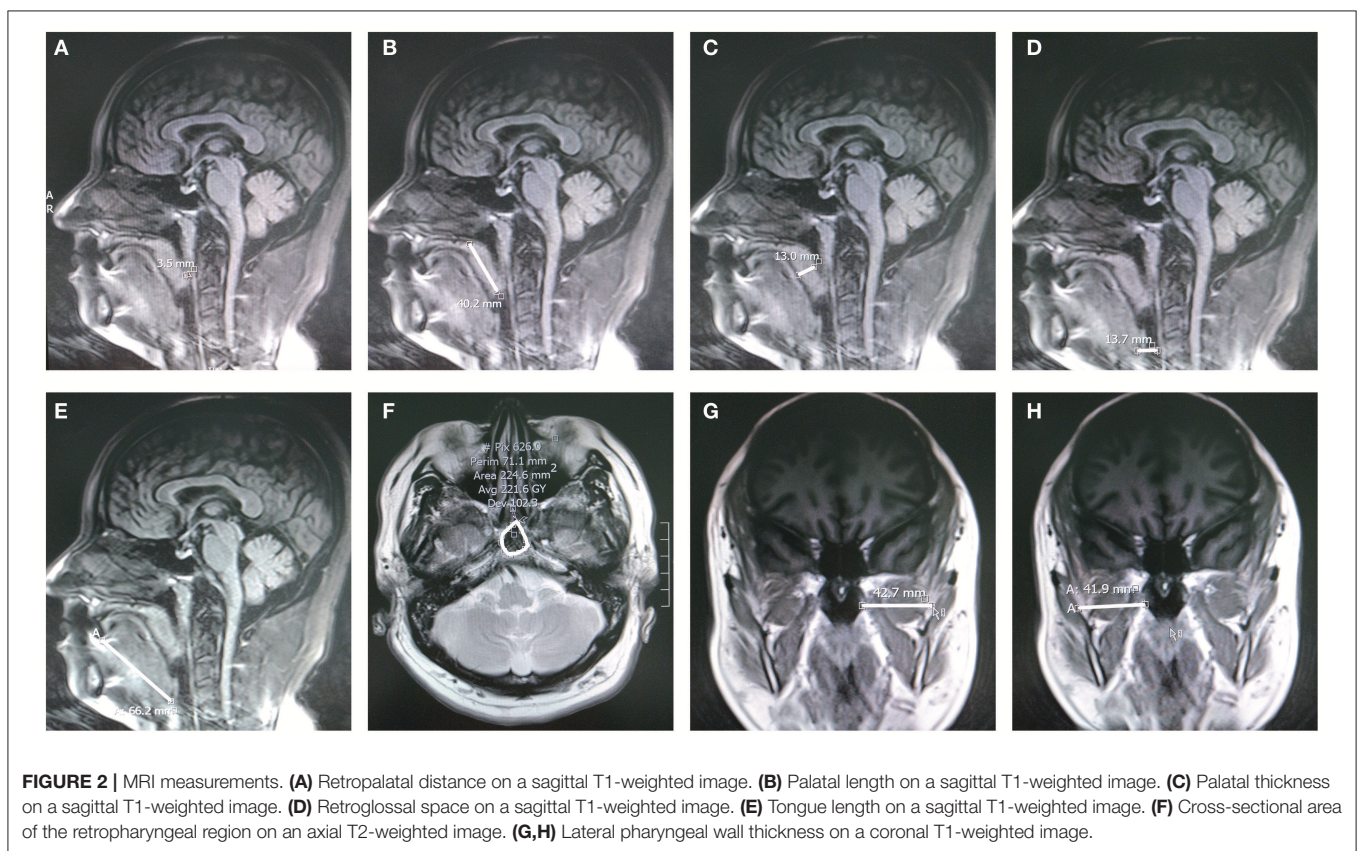 A
B
C
D
A
R
3.5 mm
40.2 mm
13.0 mm
13.7 mm
E
F
G
H
# Pix 626.0
Perim 71.1 mm
Area 224.6 mm2
Avg 221.6 GY
Dev 102.3
A
A: 66.2 mm
42.7 mm
A: 41.9 mm
A
FIGURE 2 | MRI measurements. (A) Retropalatal distance on a sagittal T1-weighted image. (B) Palatal length on a sagittal T1-weighted image. (C) Palatal thickness
on a sagittal T1-weighted image. (D) Retroglossal space on a sagittal T1-weighted image. (E) Tongue length on a sagittal T1-weighted image. (F) Cross-sectional area
of the retropharyngeal region on an axial T2-weighted image. (G,H) Lateral pharyngeal wall thickness on a coronal T1-weighted image.